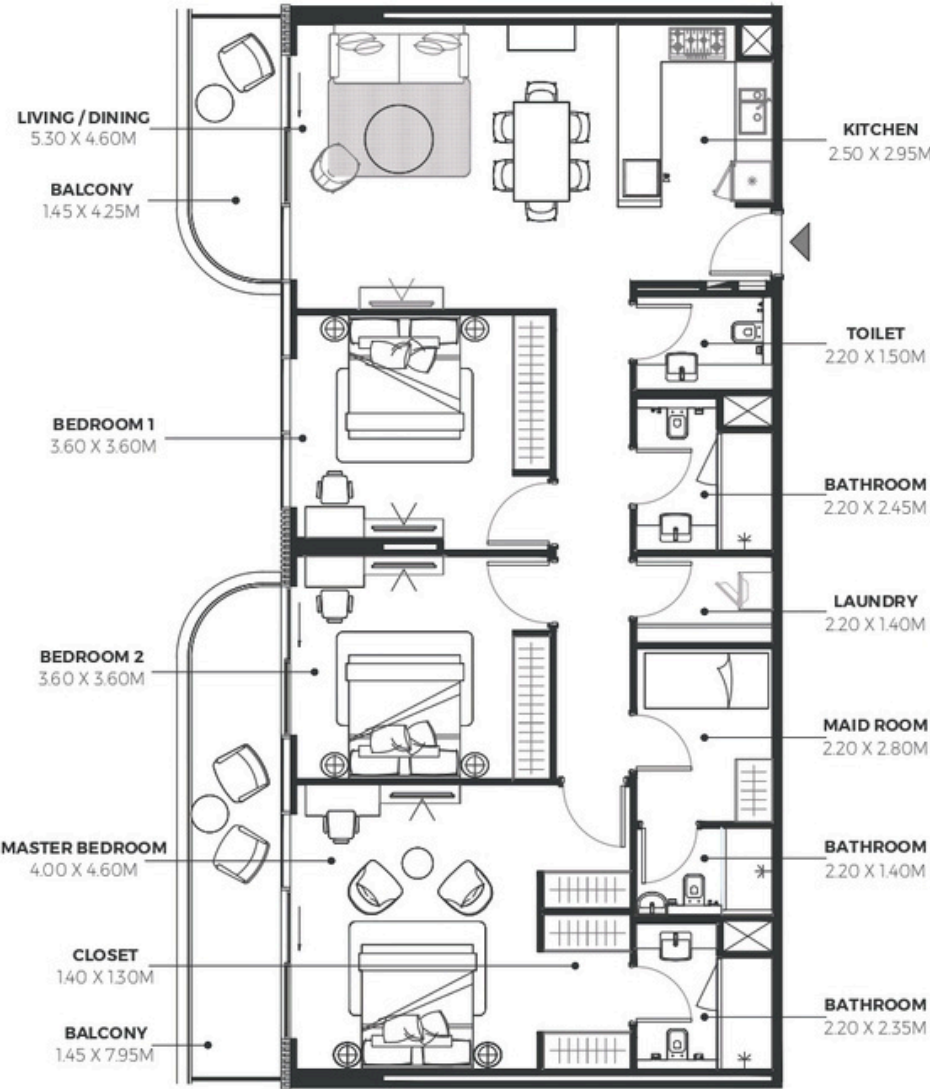 LIVING / DINING
5.30 X 4.60M
BALCONY
1.45 X 4.25M
BEDROOM 1
3.60 X 3.60M
BEDROOM 2
3.60 X 3.60M
MASTER BEDROOM
4.00 X 4.60M
CLOSET
1.40 X 1.30M
BALCONY
1.45 X 7.95M
KITCHEN
2.50 X 2.95M
TOILET
2.20 X 1.50M
BATHROOM
2.20 X 2.45M
LAUNDRY
2.20 X 1.40M
MAID ROOM
2.20 X 2.80M
BATHROOM
2.20 X 1.40M
BATHROOM
2.20 X 2.35M